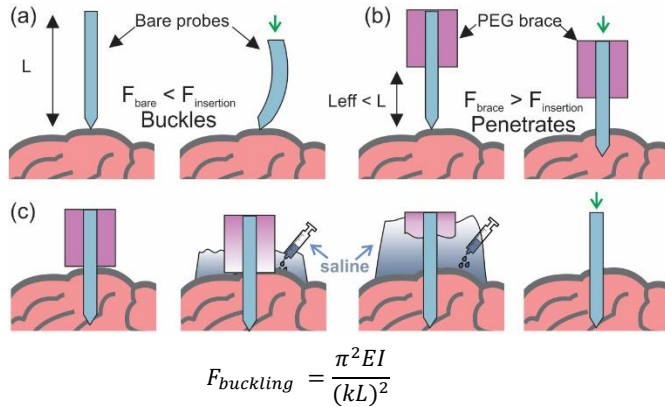 (a)
Bare probes
L
F_bare < F_insertion
Buckles
(b)
PEG brace
Leff < L
F_brace > F_insertion
Penetrates
(c)
saline
F_buckling = π²EI / (kL)²